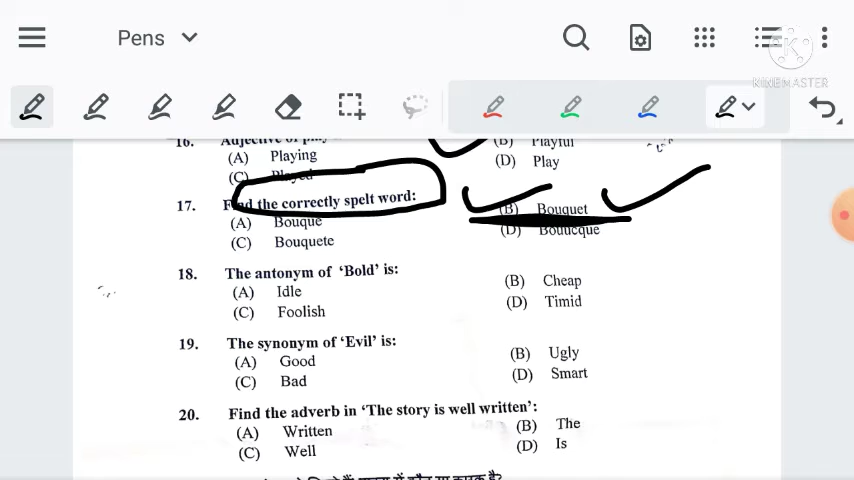 Pens
KINEMASTER
16. Adjective of play
(A) Playing (B) Playful
(C) Played (D) Play
17. Find the correctly spelt word:
(A) Bouque (B) Bouquet
(C) Bouquete (D) Bouucque
18. The antonym of ‘Bold’ is:
(A) Idle (B) Cheap
(C) Foolish (D) Timid
19. The synonym of ‘Evil’ is:
(A) Good (B) Ugly
(C) Bad (D) Smart
20. Find the adverb in ‘The story is well written’:
(A) Written (B) The
(C) Well (D) Is